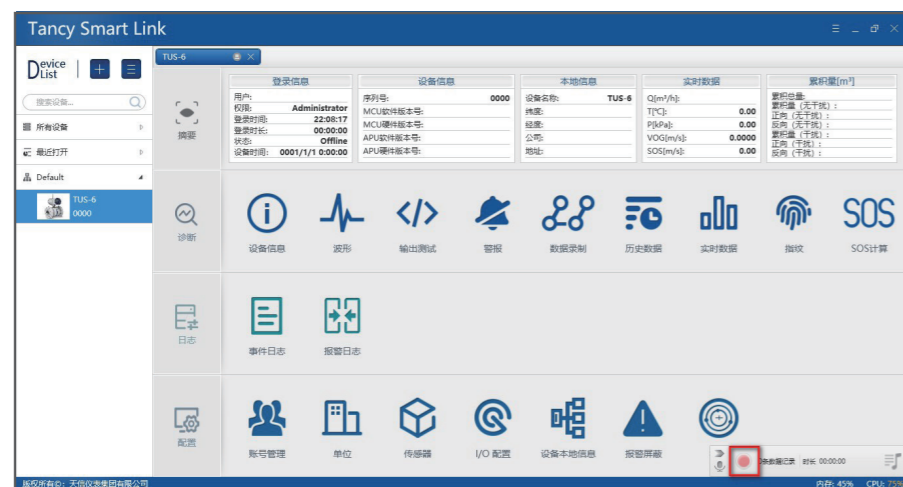 Tancy Smart Link
Device List
TUS-6
搜索设备...
所有设备
最近打开
Default
TUS-6
0000
摘要
登录信息
用户:
权限: Administrator
登录时间: 22:08:17
登录时长: 00:00:00
状态: Offline
设备时间: 0001/1/1 0:00:00
设备信息
序列号: 0000
MCU软件版本号:
MCU硬件版本号:
APU软件版本号:
APU硬件版本号:
本地信息
设备名称: TUS-6
纬度:
经度:
公司:
地址:
实时数据
Q[m³/h]:
T[℃]: 0.00
P[kPa]: 0.00
VOG[m/s]: 0.0000
SOS[m/s]: 0.00
累积量[m³]
累积总量:
累积量（无干扰）:
正向（无干扰）:
反向（无干扰）:
累积量（干扰）:
正向（干扰）:
反向（干扰）:
诊断
设备信息
波形
输出测试
警报
数据录制
历史数据
实时数据
指纹
SOS
SOS计算
日志
事件日志
报警日志
配置
账号管理
单位
传感器
I/O 配置
设备本地信息
报警屏蔽
条数据记录 时长 00:00:00
版权所有©: 天信仪表集团有限公司
内存: 45% CPU: 75%